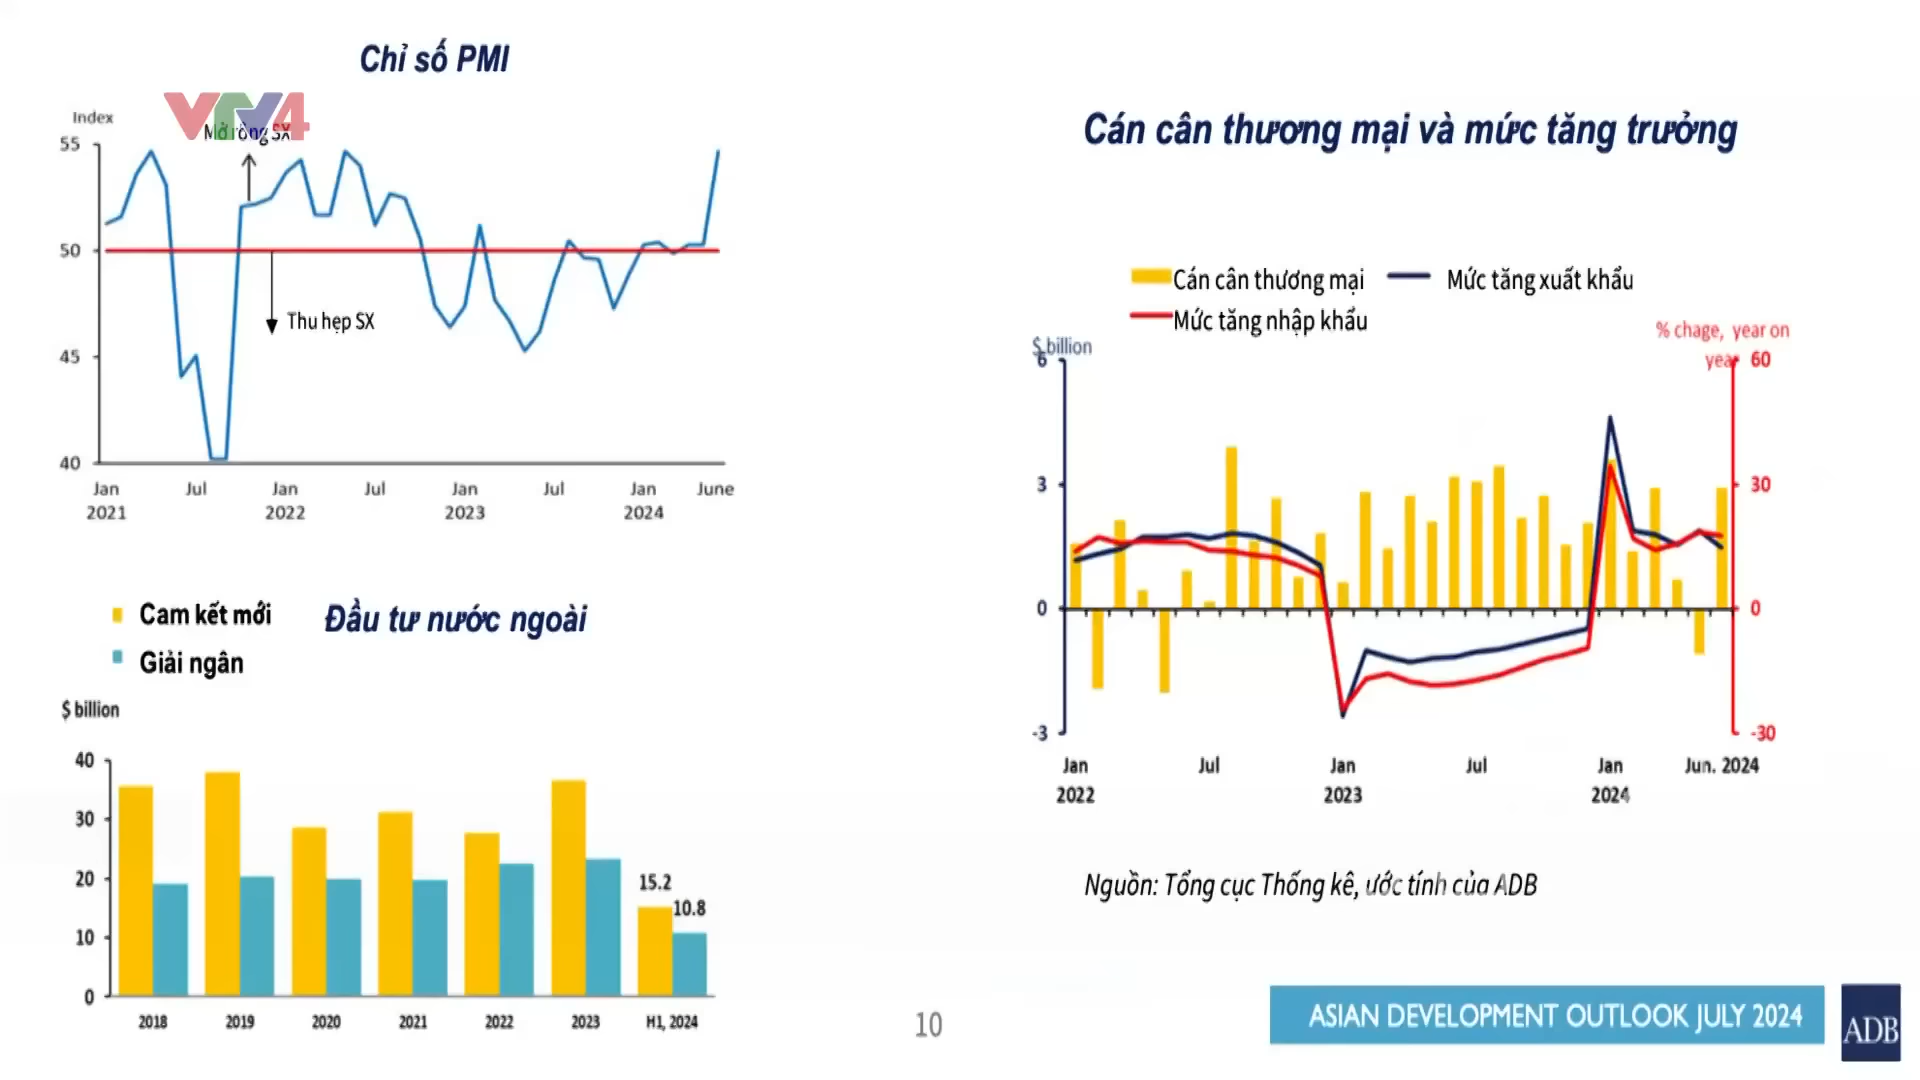 Chỉ số PMI
VTV4
Index
Mở rộng SX
55
50
45
40
Thu hẹp SX
Jan Jul Jan Jul Jan Jul Jan June
2021 2022 2023 2024
Cam kết mới
Giải ngân
Đầu tư nước ngoài
$ billion
40
30
20
10
0
15.2
10.8
2018 2019 2020 2021 2022 2023 H1, 2024
Cán cân thương mại và mức tăng trưởng
Cán cân thương mại Mức tăng xuất khẩu
Mức tăng nhập khẩu
$ billion
% chage, year on
year
6
3
0
-3
60
30
0
-30
Jan Jul Jan Jul Jan Jun. 2024
2022 2023 2024
Nguồn: Tổng cục Thống kê, ước tính của ADB
10
ASIAN DEVELOPMENT OUTLOOK JULY 2024
ADB